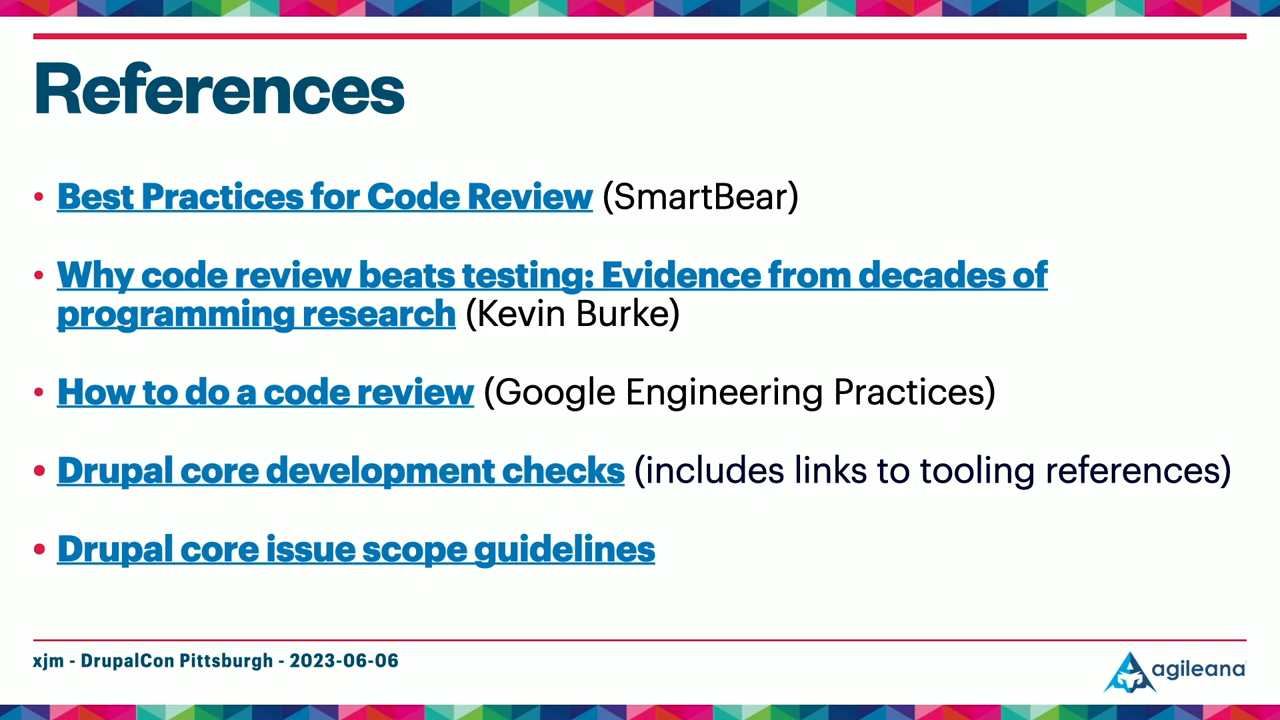 References
• Best Practices for Code Review (SmartBear)
• Why code review beats testing: Evidence from decades of
programming research (Kevin Burke)
• How to do a code review (Google Engineering Practices)
• Drupal core development checks (includes links to tooling references)
• Drupal core issue scope guidelines
xjm - DrupalCon Pittsburgh - 2023-06-06
agileana